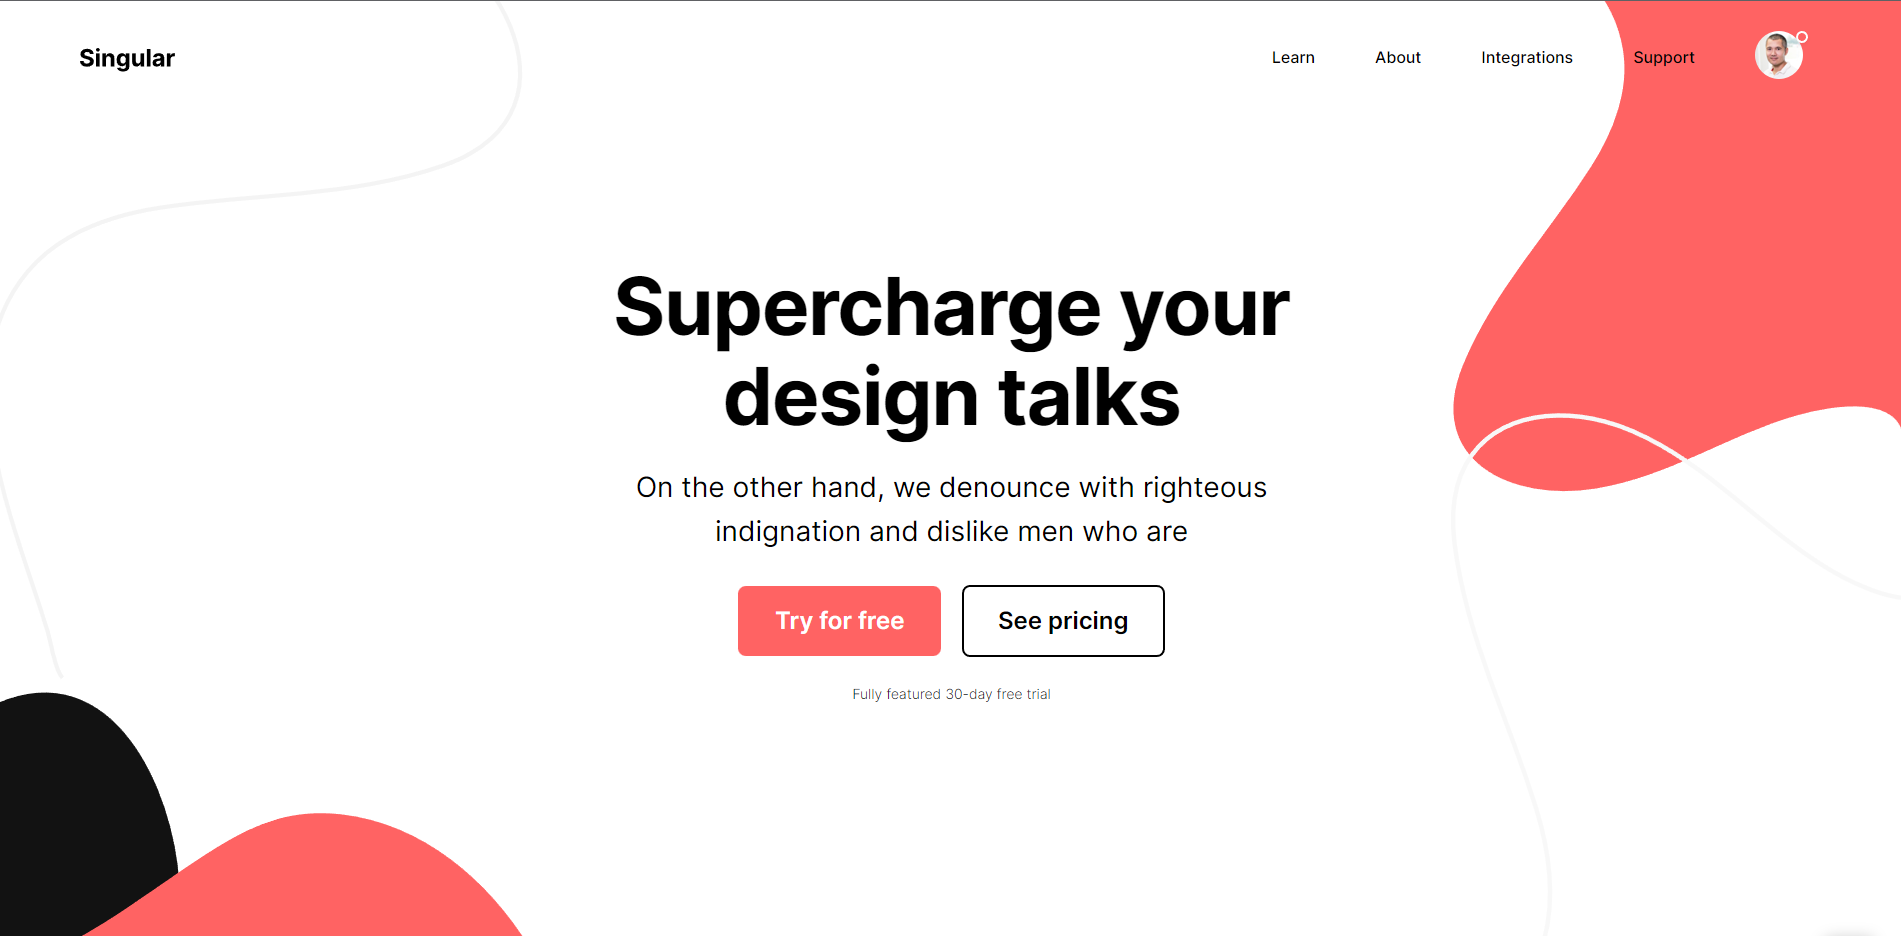 Singular
Learn About Integrations Support
Supercharge your
design talks
On the other hand, we denounce with righteous
indignation and dislike men who are
Try for free See pricing
Fully featured 30-day free trial